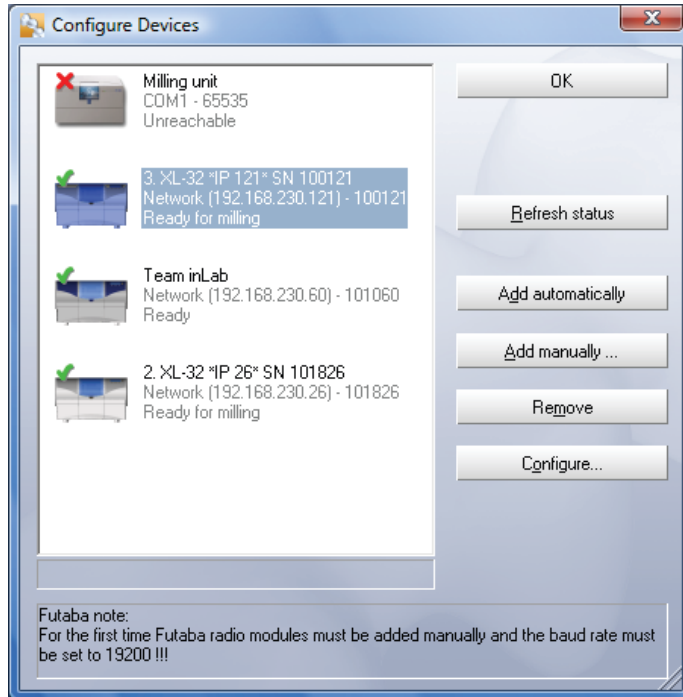 Configure Devices
Milling unit
COM1 - 65535
Unreachable
3. XL-32 *IP 121* SN 100121
Network (192.168.230.121) - 100121
Ready for milling
Team inLab
Network (192.168.230.60) - 101060
Ready
2. XL-32 *IP 26* SN 101826
Network (192.168.230.26) - 101826
Ready for milling
OK
Refresh status
Add automatically
Add manually ...
Remove
Configure...
Futaba note:
For the first time Futaba radio modules must be added manually and the baud rate must
be set to 19200 !!!